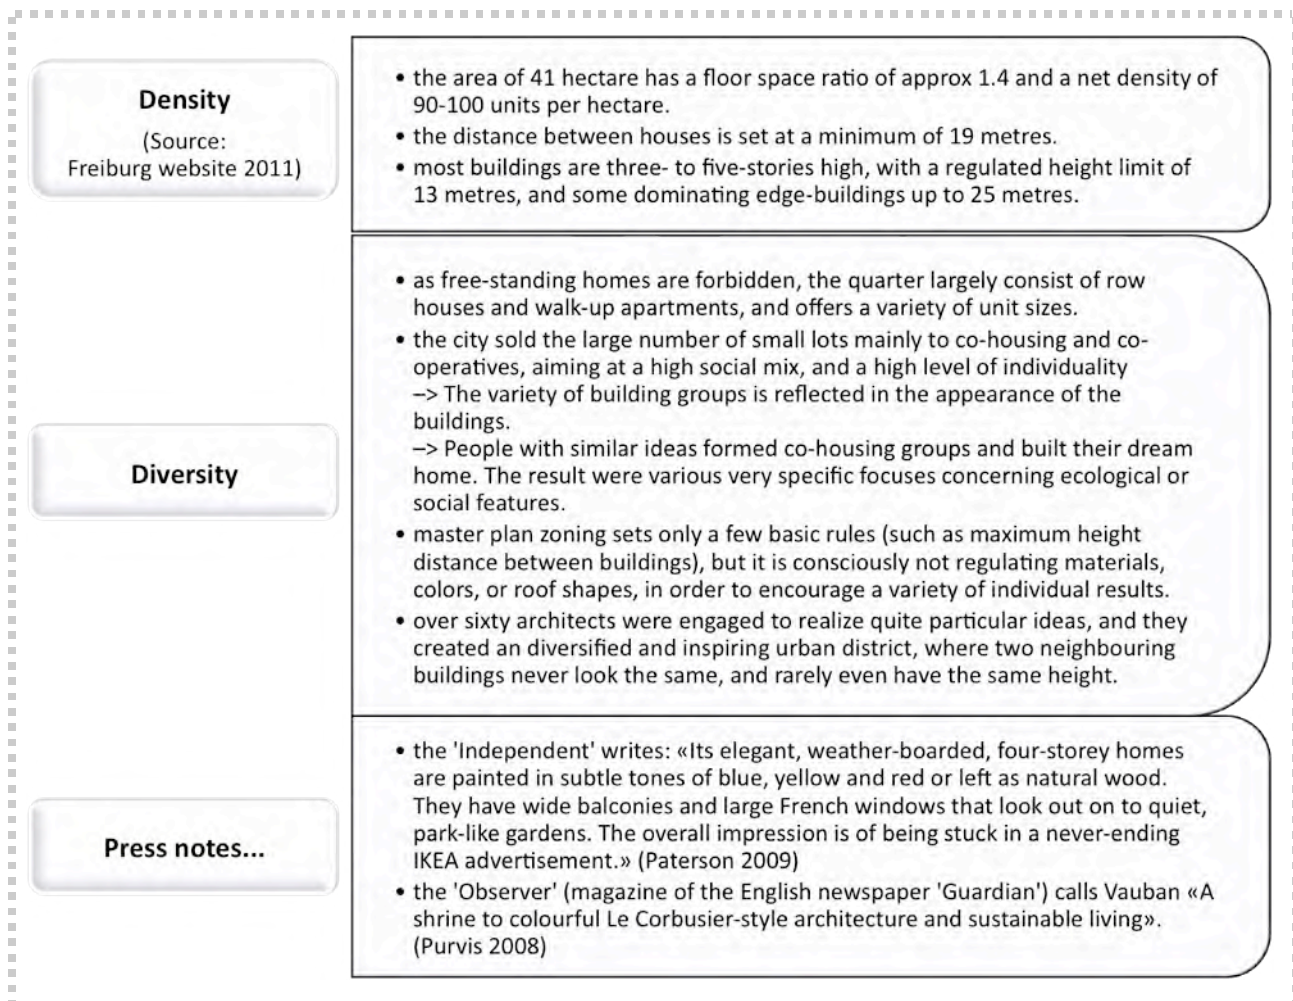 Density
(Source:
Freiburg website 2011)
• the area of 41 hectare has a floor space ratio of approx 1.4 and a net density of
90-100 units per hectare.
• the distance between houses is set at a minimum of 19 metres.
• most buildings are three- to five-stories high, with a regulated height limit of
13 metres, and some dominating edge-buildings up to 25 metres.
Diversity
• as free-standing homes are forbidden, the quarter largely consist of row
houses and walk-up apartments, and offers a variety of unit sizes.
• the city sold the large number of small lots mainly to co-housing and co-
operatives, aiming at a high social mix, and a high level of individuality
–> The variety of building groups is reflected in the appearance of the
buildings.
–> People with similar ideas formed co-housing groups and built their dream
home. The result were various very specific focuses concerning ecological or
social features.
• master plan zoning sets only a few basic rules (such as maximum height
distance between buildings), but it is consciously not regulating materials,
colors, or roof shapes, in order to encourage a variety of individual results.
• over sixty architects were engaged to realize quite particular ideas, and they
created an diversified and inspiring urban district, where two neighbouring
buildings never look the same, and rarely even have the same height.
Press notes...
• the 'Independent' writes: «Its elegant, weather-boarded, four-storey homes
are painted in subtle tones of blue, yellow and red or left as natural wood.
They have wide balconies and large French windows that look out on to quiet,
park-like gardens. The overall impression is of being stuck in a never-ending
IKEA advertisement.» (Paterson 2009)
• the 'Observer' (magazine of the English newspaper 'Guardian') calls Vauban «A
shrine to colourful Le Corbusier-style architecture and sustainable living».
(Purvis 2008)